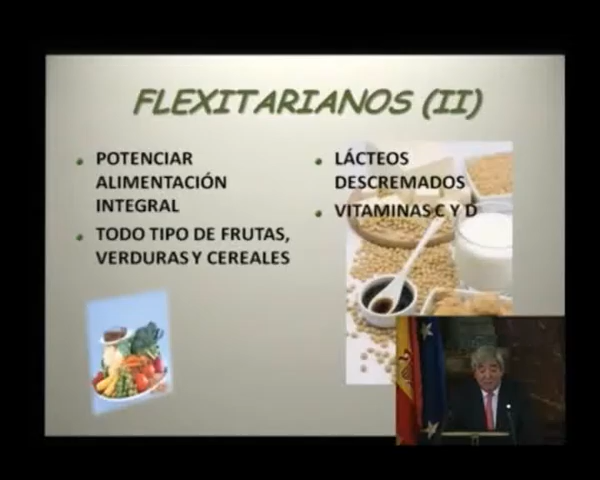 FLEXITARIANOS (II)
POTENCIAR
ALIMENTACIÓN
INTEGRAL
TODO TIPO DE FRUTAS,
VERDURAS Y CEREALES
LÁCTEOS
DESCREMADOS
VITAMINAS C Y D